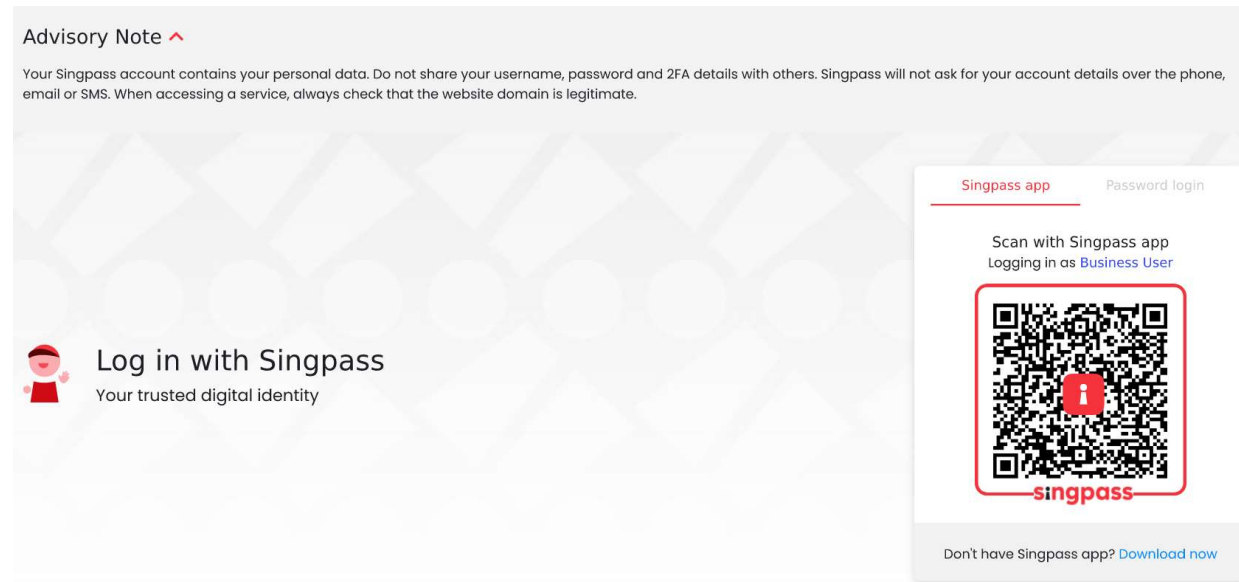 Advisory Note
Your Singpass account contains your personal data. Do not share your username, password and 2FA details with others. Singpass will not ask for your account details over the phone,
email or SMS. When accessing a service, always check that the website domain is legitimate.
Singpass app
Password login
Scan with Singpass app
Logging in as Business User
singpass
Log in with Singpass
Your trusted digital identity
Don't have Singpass app? Download now